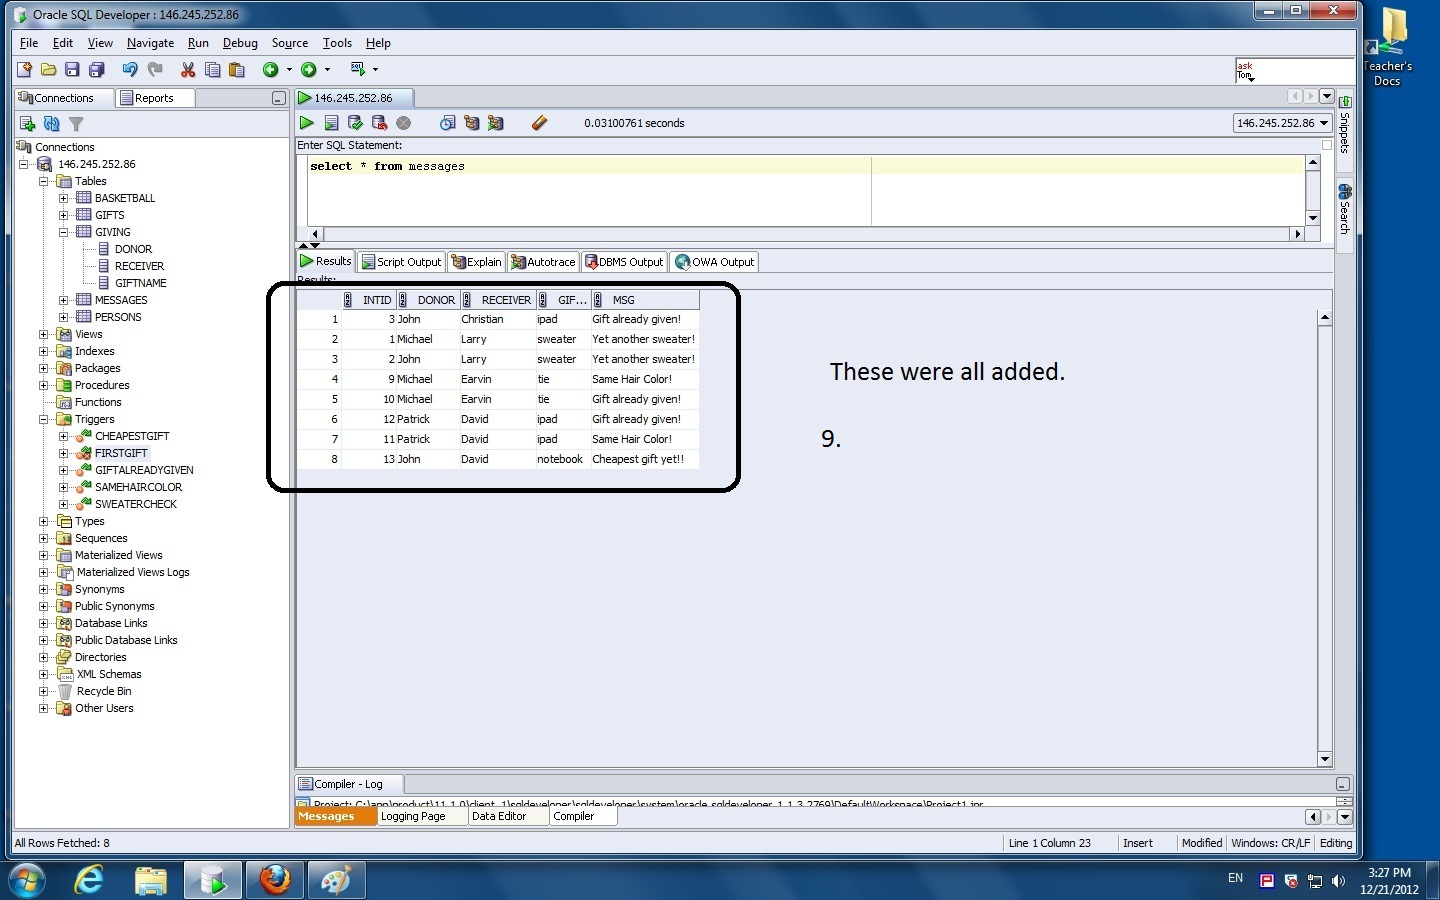 Oracle SQL Developer : 146.245.252.86
Teacher's
Docs
File Edit View Navigate Run Debug Source Tools Help
ask
Tom
Connections Reports
146.245.252.86
0.03100761 seconds
146.245.252.86
Snippets
Search
Enter SQL Statement:
select * from messages
Connections
146.245.252.86
Tables
BASKETBALL
GIFTS
GIVING
DONOR
RECEIVER
GIFTNAME
MESSAGES
PERSONS
Views
Indexes
Packages
Procedures
Functions
Triggers
CHEAPESTGIFT
FIRSTGIFT
GIFTALREADYGIVEN
SAMEHAIRCOLOR
SWEATERCHECK
Types
Sequences
Materialized Views
Materialized Views Logs
Synonyms
Public Synonyms
Database Links
Public Database Links
Directories
XML Schemas
Recycle Bin
Other Users
Results Script Output Explain Autotrace DBMS Output OWA Output
Results:
INTID DONOR RECEIVER GIF... MSG
1 3 John Christian ipad Gift already given!
2 1 Michael Larry sweater Yet another sweater!
3 2 John Larry sweater Yet another sweater!
4 9 Michael Earvin tie Same Hair Color!
5 10 Michael Earvin tie Gift already given!
6 12 Patrick David ipad Gift already given!
7 11 Patrick David ipad Same Hair Color!
8 13 John David notebook Cheapest gift yet!!
These were all added.
9.
Compiler - Log
Project: C:\app\product\11.1.0\client_1\sqldeveloper\sqldeveloper\system\oracle.sqldeveloper.1.1.3.2769\DefaultWorkspace\Project1.jpr
Messages Logging Page Data Editor Compiler
All Rows Fetched: 8
Line 1 Column 23 Insert Modified Windows: CR/LF Editing
EN
3:27 PM
12/21/2012